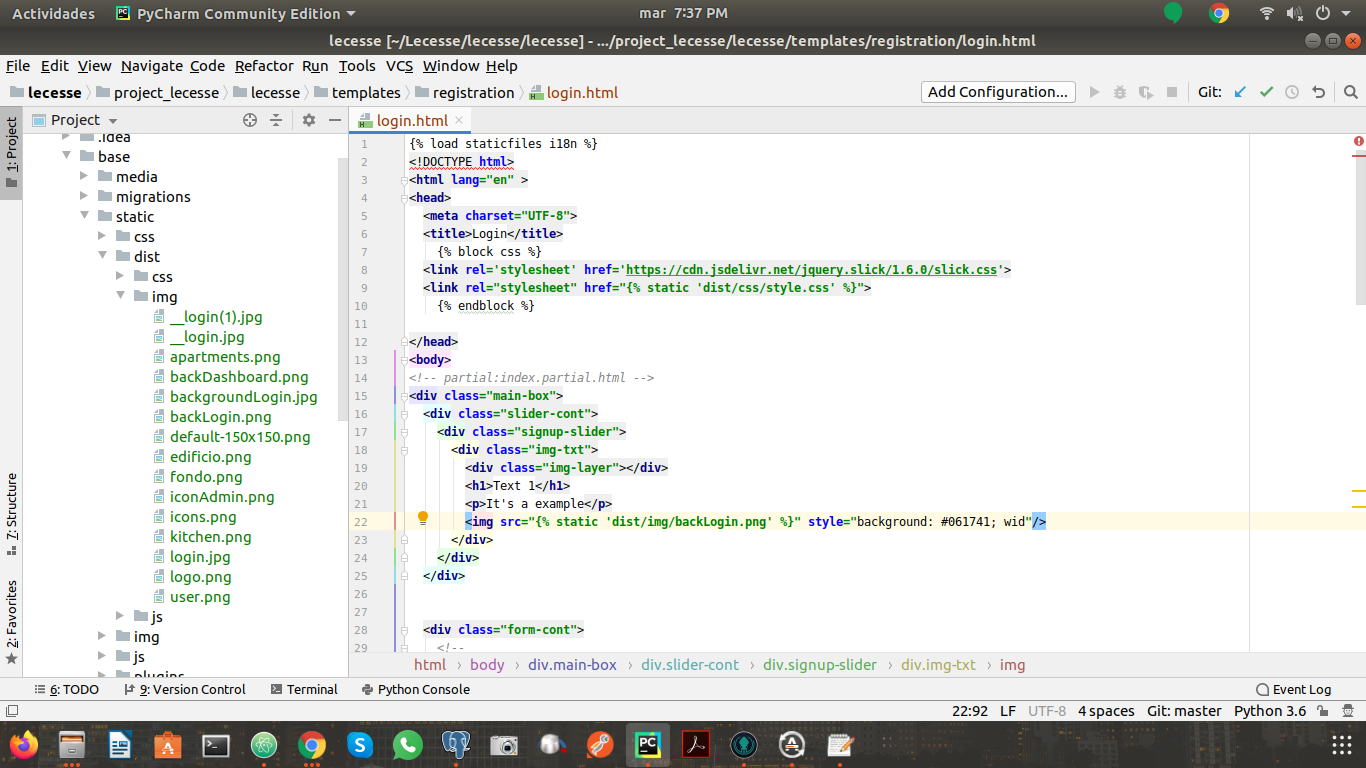 Actividades PyCharm Community Edition mar 7:37 PM
lecesse [~/Lecesse/lecesse/lecesse] - .../project_lecesse/lecesse/templates/registration/login.html
File Edit View Navigate Code Refactor Run Tools VCS Window Help
lecesse project_lecesse lecesse templates registration login.html Add Configuration... Git:
1: Project
7: Structure
2: Favorites
Project
.idea
base
media
migrations
static
css
dist
css
img
__login(1).jpg
__login.jpg
apartments.png
backDashboard.png
backgroundLogin.jpg
backLogin.png
default-150x150.png
edificio.png
fondo.png
iconAdmin.png
icons.png
kitchen.png
login.jpg
logo.png
user.png
js
img
js
plugins
login.html
1 {% load staticfiles i18n %}
2 <!DOCTYPE html>
3 <html lang="en" >
4 <head>
5 <meta charset="UTF-8">
6 <title>Login</title>
7 {% block css %}
8 <link rel='stylesheet' href='https://cdn.jsdelivr.net/jquery.slick/1.6.0/slick.css'>
9 <link rel="stylesheet" href="{% static 'dist/css/style.css' %}">
10 {% endblock %}
11
12 </head>
13 <body>
14 <!-- partial:index.partial.html -->
15 <div class="main-box">
16 <div class="slider-cont">
17 <div class="signup-slider">
18 <div class="img-txt">
19 <div class="img-layer"></div>
20 <h1>Text 1</h1>
21 <p>It's a example</p>
22 <img src="{% static 'dist/img/backLogin.png' %}" style="background: #061741; wid"/>
23 </div>
24 </div>
25 </div>
26
27
28 <div class="form-cont">
29 <!--
html › body › div.main-box › div.slider-cont › div.signup-slider › div.img-txt › img
6: TODO 9: Version Control Terminal Python Console Event Log
22:92 LF UTF-8 4 spaces Git: master Python 3.6
PC